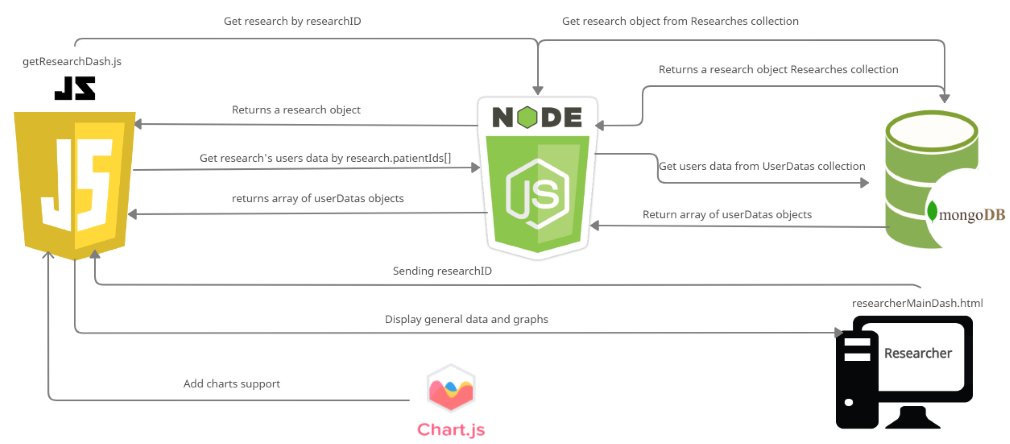 Get research by researchID
Get research object from Researches collection
getResearchDash.js
JS
Returns a research object Researches collection
Returns a research object
NODE
JS
JS
Get research's users data by research.patientIds[]
Get users data from UserDatas collection
returns array of userDatas objects
Return array of userDatas objects
mongoDB
Sending researchID
researcherMainDash.html
Display general data and graphs
Researcher
Add charts support
Chart.js